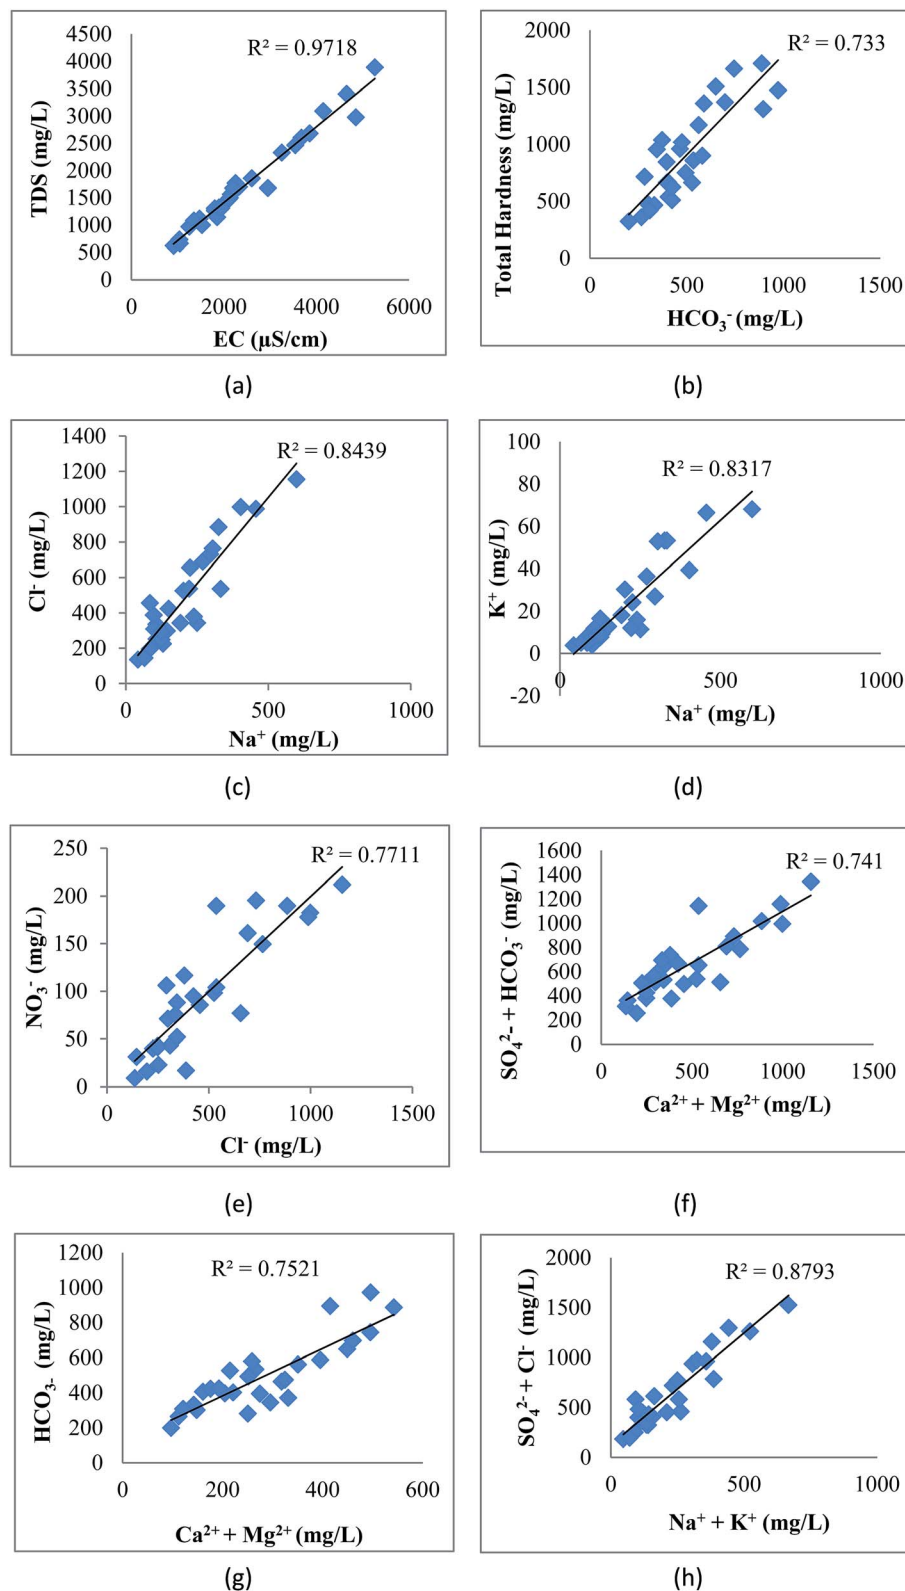 R² = 0.9718
TDS (mg/L)
4500
4000
3500
3000
2500
2000
1500
1000
500
0
0 2000 4000 6000
EC (µS/cm)
(a)
R² = 0.733
Total Hardness (mg/L)
2000
1500
1000
500
0
0 500 1000 1500
HCO₃⁻ (mg/L)
(b)
R² = 0.8439
Cl⁻ (mg/L)
1400
1200
1000
800
600
400
200
0
0 500 1000
Na⁺ (mg/L)
(c)
R² = 0.8317
K⁺ (mg/L)
100
80
60
40
20
0
-20
0 500 1000
Na⁺ (mg/L)
(d)
R² = 0.7711
NO₃⁻ (mg/L)
250
200
150
100
50
0
0 500 1000 1500
Cl⁻ (mg/L)
(e)
R² = 0.741
SO₄²⁻ + HCO₃⁻ (mg/L)
1600
1400
1200
1000
800
600
400
200
0
0 500 1000 1500
Ca²⁺ + Mg²⁺ (mg/L)
(f)
R² = 0.7521
HCO₃₋ (mg/L)
1200
1000
800
600
400
200
0
0 200 400 600
Ca²⁺ + Mg²⁺ (mg/L)
(g)
R² = 0.8793
SO₄²⁻ + Cl⁻ (mg/L)
2000
1500
1000
500
0
0 500 1000
Na⁺ + K⁺ (mg/L)
(h)